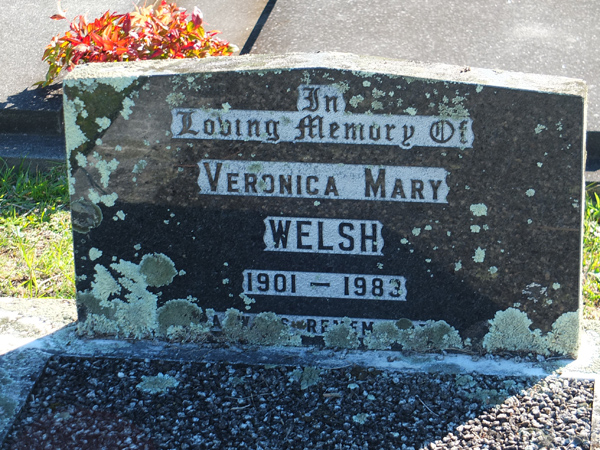 In
Loving Memory Of
VERONICA MARY
WELSH
1901 — 1983